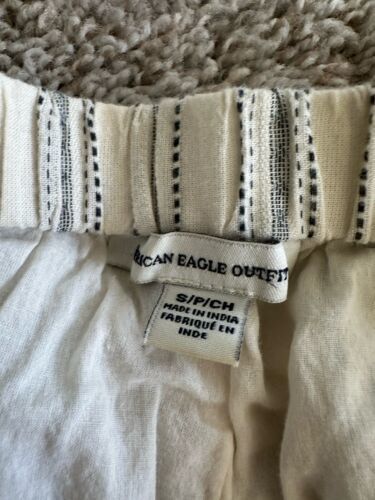 RICAN EAGLE OUTFIT
S/P/CH
MADE IN INDIA
FABRIQUÉ EN
INDE